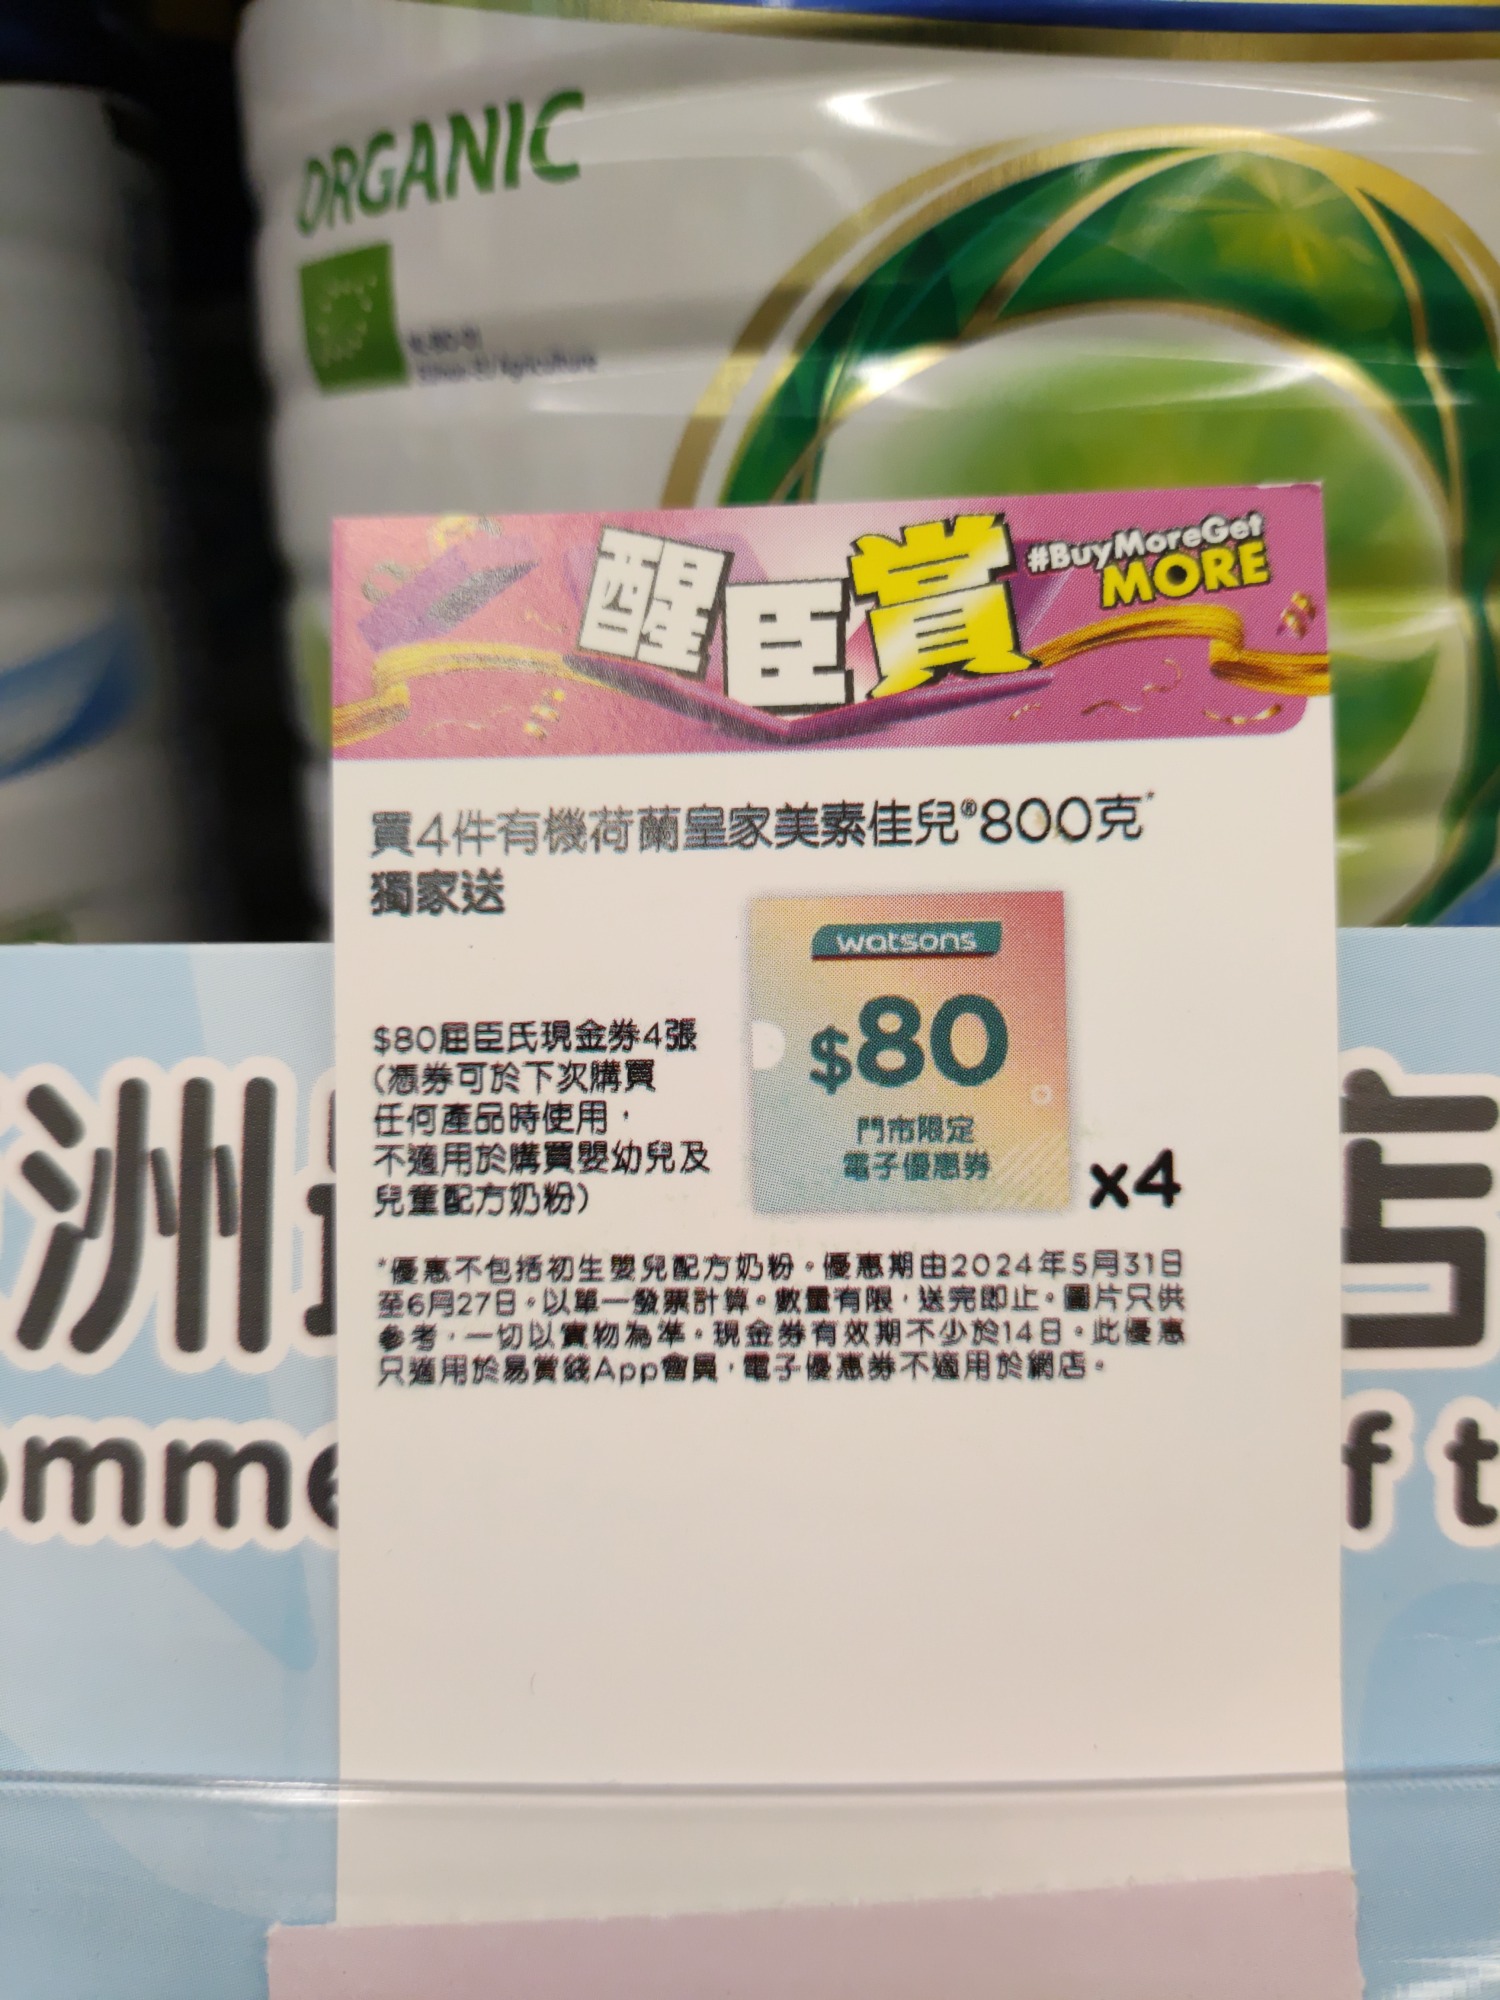 ORGANIC
醒臣賞
#BuyMoreGet
MORE
買4件有機荷蘭皇家美素佳兒®800克*
獨家送
$80屈臣氏現金券4張
(憑券可於下次購買
任何產品時使用，
不適用於購買嬰幼兒及
兒童配方奶粉)
watsons
$80
門市限定
電子優惠券
x4
*優惠不包括初生嬰兒配方奶粉。優惠期由2024年5月31日
至6月27日。以單一發票計算。數量有限，送完即止。圖片只供
參考，一切以實物為準。現金券有效期不少於14日。此優惠
只適用於易賞錢App會員，電子優惠券不適用於網店。
洲
店
omme
f t